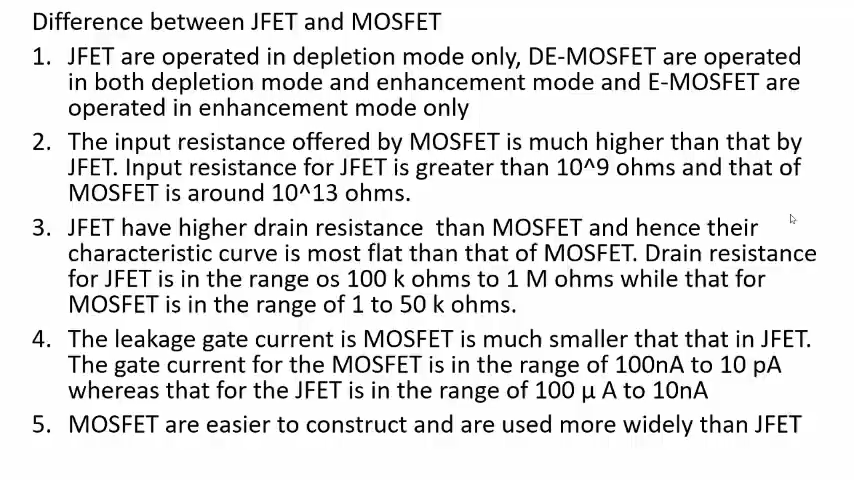 Difference between JFET and MOSFET
1. JFET are operated in depletion mode only, DE-MOSFET are operated
in both depletion mode and enhancement mode and E-MOSFET are
operated in enhancement mode only
2. The input resistance offered by MOSFET is much higher than that by
JFET. Input resistance for JFET is greater than 10^9 ohms and that of
MOSFET is around 10^13 ohms.
3. JFET have higher drain resistance  than MOSFET and hence their
characteristic curve is most flat than that of MOSFET. Drain resistance
for JFET is in the range os 100 k ohms to 1 M ohms while that for
MOSFET is in the range of 1 to 50 k ohms.
4. The leakage gate current is MOSFET is much smaller that that in JFET.
The gate current for the MOSFET is in the range of 100nA to 10 pA
whereas that for the JFET is in the range of 100 μ A to 10nA
5. MOSFET are easier to construct and are used more widely than JFET